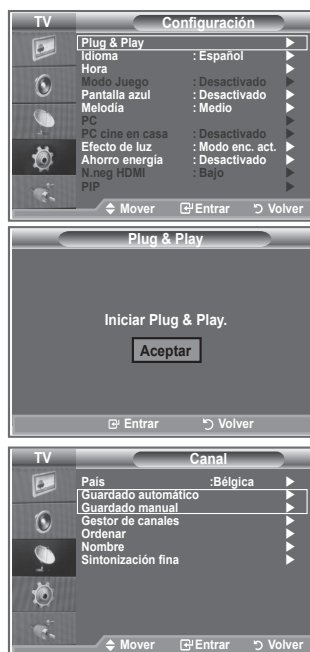 TV Configuración
Plug & Play
Idioma : Español
Hora
Modo Juego : Desactivado
Pantalla azul : Desactivado
Melodía : Medio
PC
PC cine en casa : Desactivado
Efecto de luz : Modo enc. act.
Ahorro energía : Desactivado
N.neg HDMI : Bajo
PIP
Mover Entrar Volver
Plug & Play
Iniciar Plug & Play.
Aceptar
Entrar Volver
TV Canal
País :Bélgica
Guardado automático
Guardado manual
Gestor de canales
Ordenar
Nombre
Sintonización fina
Mover Entrar Volver